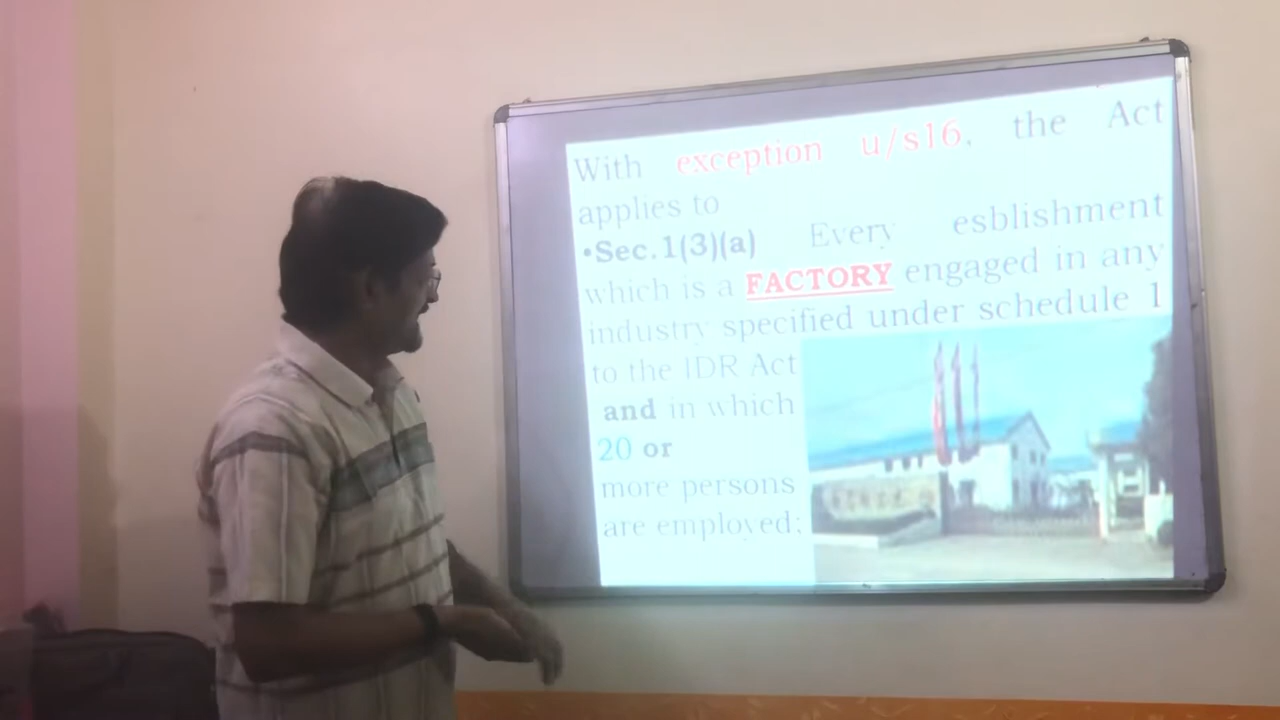 With exception u/s16, the Act
applies to
•Sec.1(3)(a) Every esblishment
which is a FACTORY engaged in any
industry specified under schedule 1
to the IDR Act
and in which
20 or
more persons
are employed;